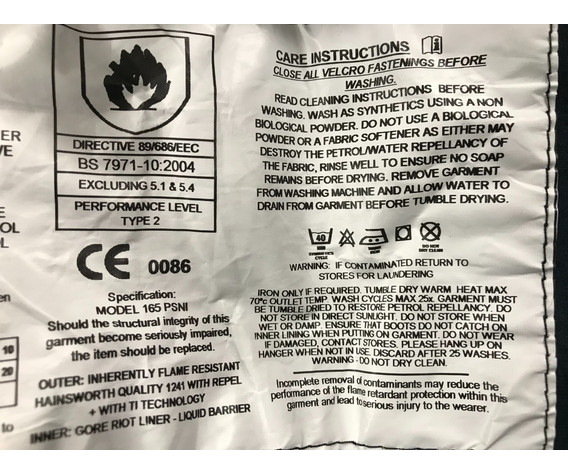 ER
VE
E
OL
L
en
10
20
to
DIRECTIVE 89/686/EEC
BS 7971-10:2004
EXCLUDING 5.1 & 5.4
PERFORMANCE LEVEL
TYPE 2
CE 0086
Specification:
MODEL 165 PSNI
Should the structural integrity of this
garment become seriously impaired,
the item should be replaced.
OUTER: INHERENTLY FLAME RESISTANT
HAINSWORTH QUALITY 1241 WITH REPEL
+ WITH TI TECHNOLOGY
INNER: GORE RIOT LINER - LIQUID BARRIER
CARE INSTRUCTIONS
CLOSE ALL VELCRO FASTENINGS BEFORE
WASHING.
READ CLEANING INSTRUCTIONS BEFORE
WASHING. WASH AS SYNTHETICS USING A NON
BIOLOGICAL POWDER. DO NOT USE A BIOLOGICAL
POWDER OR A FABRIC SOFTENER AS EITHER MAY
DESTROY THE PETROL/WATER REPELLANCY OF
THE FABRIC, RINSE WELL TO ENSURE NO SOAP
REMAINS BEFORE DRYING. REMOVE GARMENT
FROM WASHING MACHINE AND ALLOW WATER TO
DRAIN FROM GARMENT BEFORE TUMBLE DRYING.
40
SYNTHETICS
CYCLE
DO NOT
DRY CLEAN
WARNING: IF CONTAMINATED RETURN TO
STORES FOR LAUNDERING
IRON ONLY IF REQUIRED. TUMBLE DRY WARM HEAT MAX
70°c OUTLET TEMP. WASH CYCLES MAX 25x. GARMENT MUST
BE TUMBLE DRIED TO RESTORE PETROL REPELLANCY. DO
NOT STORE IN DIRECT SUNLIGHT. DO NOT STORE WHEN
WET OR DAMP. ENSURE THAT BOOTS DO NOT CATCH ON
INNER LINING WHEN PUTTING ON GARMENT. DO NOT WEAR
IF DAMAGED, CONTACT STORES. PLEASE HANG UP ON
HANGER WHEN NOT IN USE. DISCARD AFTER 25 WASHES.
WARNING - DO NOT DRY CLEAN.
Incomplete removal of contaminants may reduce the
performance of the flame retardant protection within this
garment and lead to serious injury to the wearer.